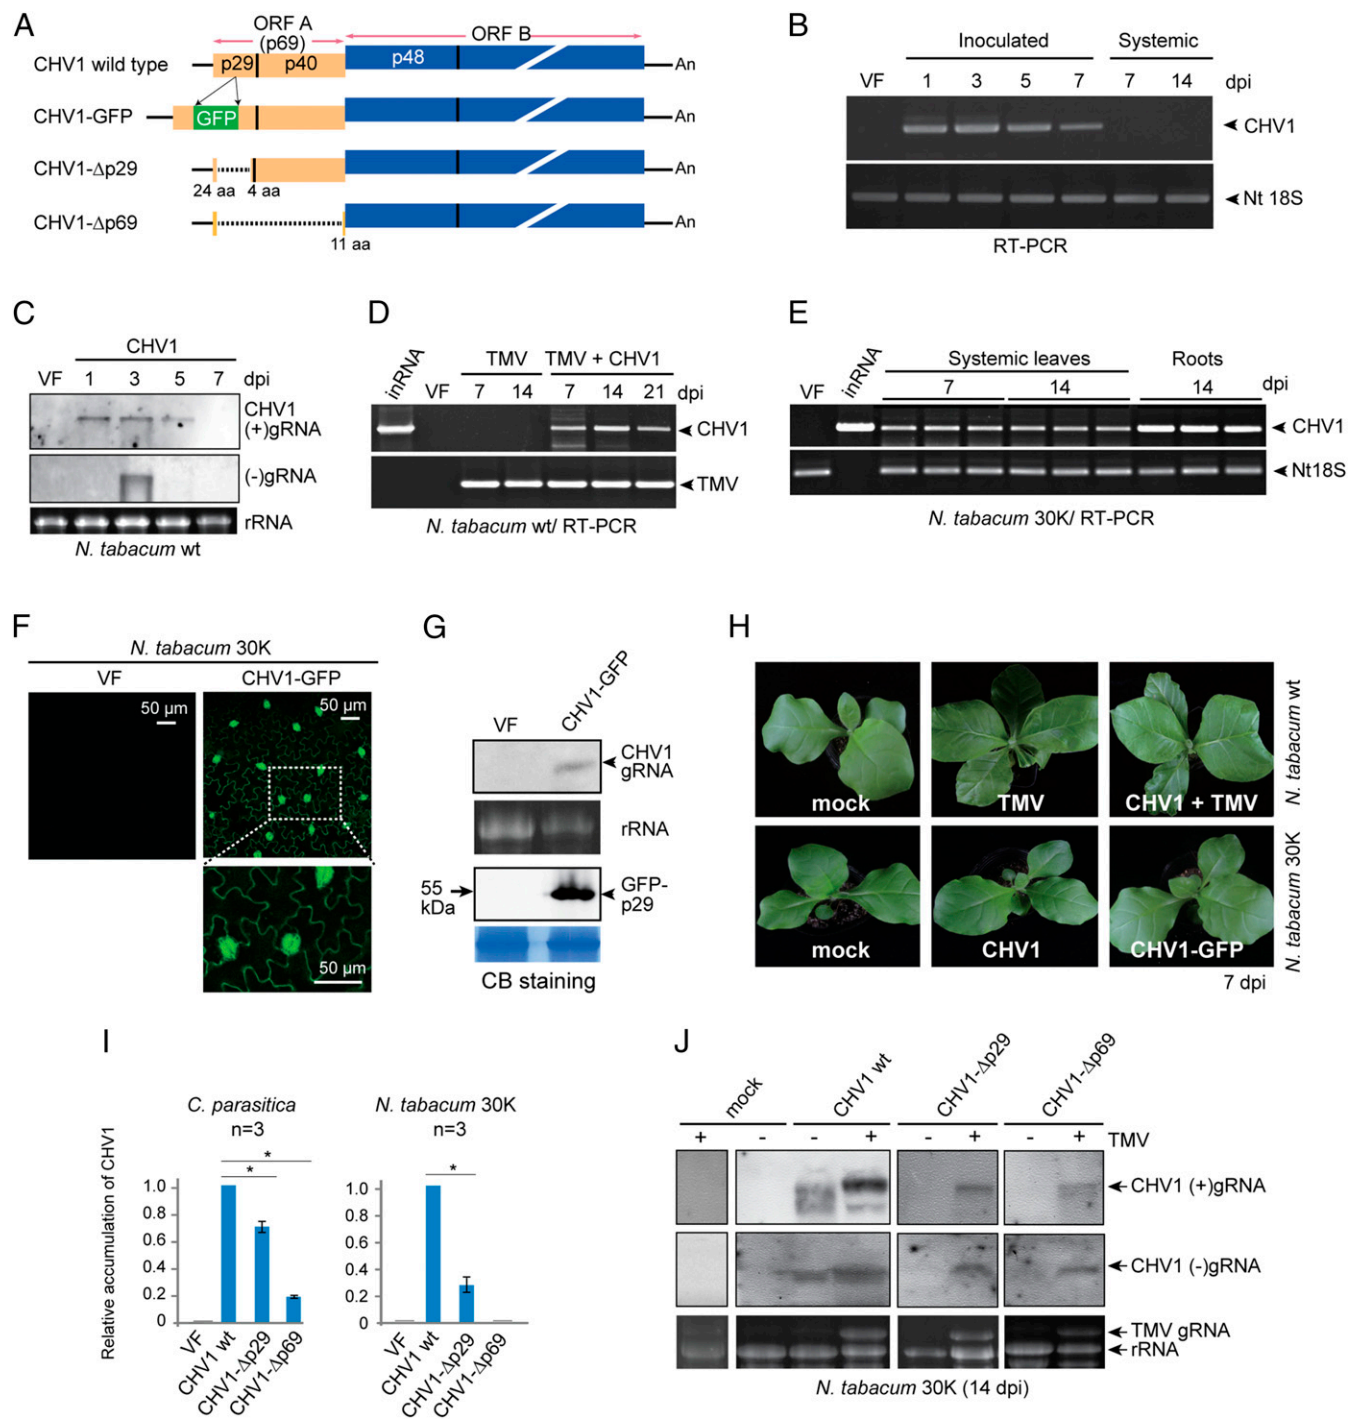 A
ORF A
(p69)
ORF B
CHV1 wild type
p29
p40
p48
An
CHV1-GFP
GFP
An
CHV1-Δp29
An
24 aa
4 aa
CHV1-Δp69
An
11 aa
B
Inoculated
Systemic
VF 1 3 5 7 7 14 dpi
CHV1
Nt 18S
RT-PCR
C
CHV1
VF 1 3 5 7 dpi
CHV1
(+)gRNA
(-)gRNA
rRNA
N. tabacum wt
D
inRNA
VF
TMV
TMV + CHV1
7 14 7 14 21 dpi
CHV1
TMV
N. tabacum wt/ RT-PCR
E
VF
inRNA
Systemic leaves
Roots
7 14 14 dpi
CHV1
Nt18S
N. tabacum 30K/ RT-PCR
F
N. tabacum 30K
VF
CHV1-GFP
50 µm
50 µm
50 µm
G
VF
CHV1-GFP
CHV1
gRNA
rRNA
55
kDa
GFP-
p29
CB staining
H
mock
TMV
CHV1 + TMV
N. tabacum wt
mock
CHV1
CHV1-GFP
N. tabacum 30K
7 dpi
I
C. parasitica
n=3
N. tabacum 30K
n=3
Relative accumulation of CHV1
*
*
1.0
0.8
0.6
0.4
0.2
0
VF
CHV1 wt
CHV1-Δp29
CHV1-Δp69
*
1.0
0.8
0.6
0.4
0.2
0
VF
CHV1 wt
CHV1-Δp29
CHV1-Δp69
J
mock
CHV1 wt
CHV1-Δp29
CHV1-Δp69
+ - - + - + - + TMV
CHV1 (+)gRNA
CHV1 (-)gRNA
TMV gRNA
rRNA
N. tabacum 30K (14 dpi)